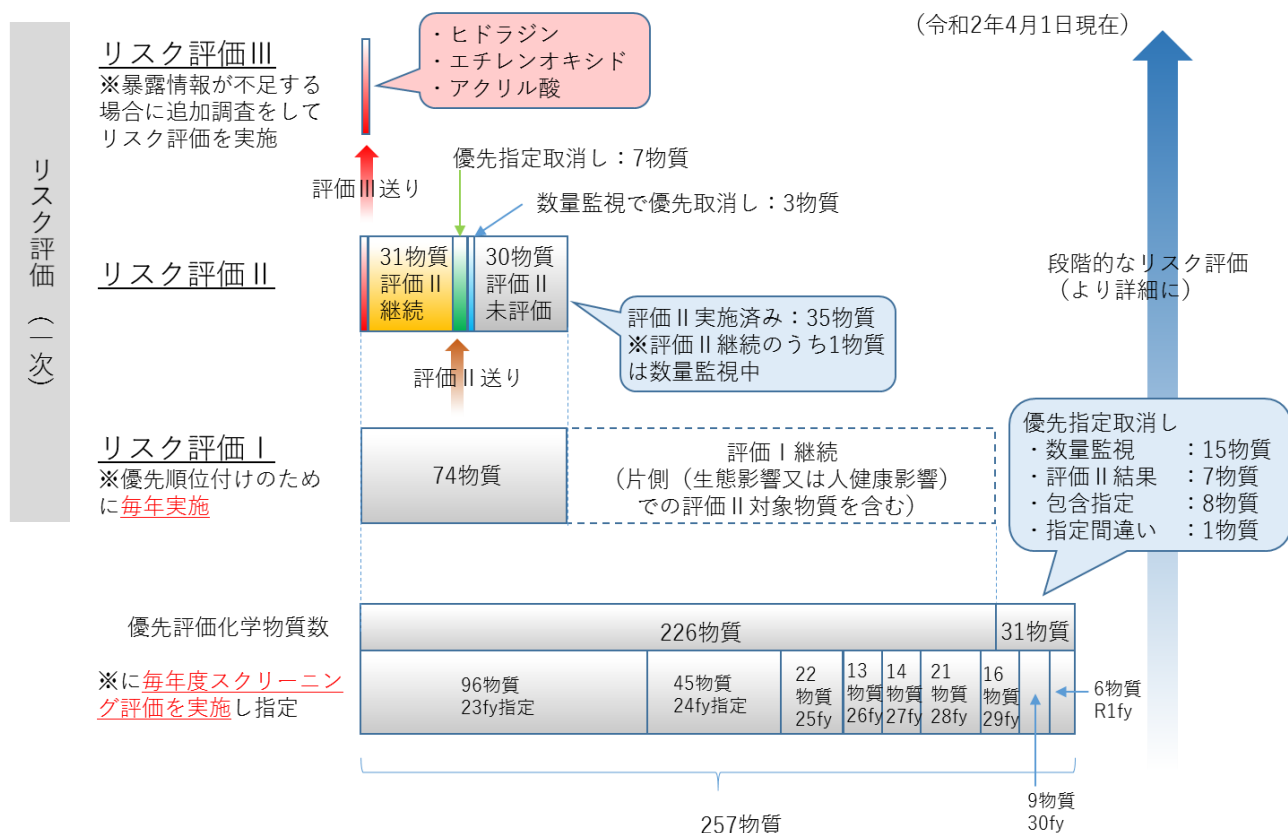 （令和2年4月1日現在）
リスク評価（一次）
リスク評価Ⅲ
※暴露情報が不足する
場合に追加調査をして
リスク評価を実施
・ヒドラジン
・エチレンオキシド
・アクリル酸
評価Ⅲ送り
優先指定取消し：7物質
数量監視で優先取消し：3物質
リスク評価Ⅱ
31物質
評価Ⅱ
継続
30物質
評価Ⅱ
未評価
段階的なリスク評価
（より詳細に）
評価Ⅱ実施済み：35物質
※評価Ⅱ継続のうち1物質
は数量監視中
評価Ⅱ送り
リスク評価Ⅰ
※優先順位付けのため
に毎年実施
74物質
評価Ⅰ継続
（片側（生態影響又は人健康影響）
での評価Ⅱ対象物質を含む）
優先指定取消し
・数量監視　：15物質
・評価Ⅱ結果　：7物質
・包含指定　：8物質
・指定間違い　：1物質
優先評価化学物質数
226物質
31物質
※に毎年度スクリーニン
グ評価を実施し指定
96物質
23fy指定
45物質
24fy指定
22
物質
25fy
13
物質
26fy
14
物質
27fy
21
物質
28fy
16
物質
29fy
6物質
R1fy
9物質
30fy
257物質